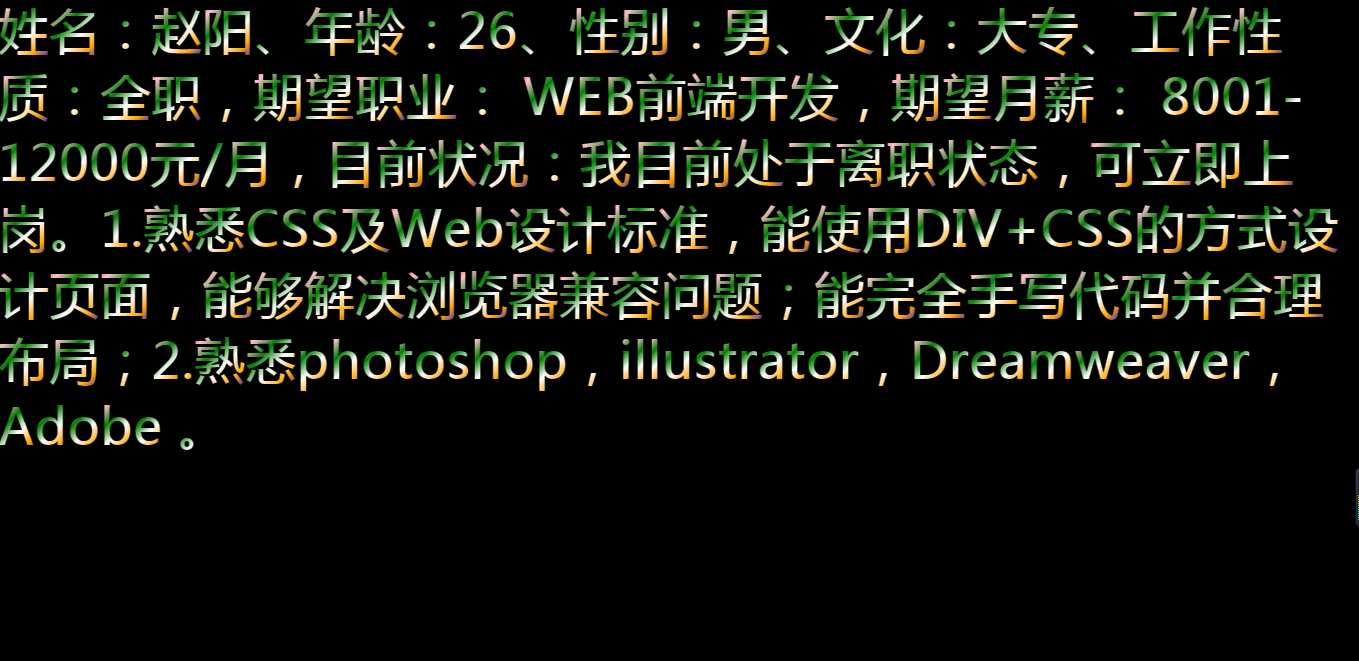 姓名：赵阳、年龄：26、性别：男、文化：大专、工作性
质：全职，期望职业： WEB前端开发，期望月薪： 8001-
12000元/月，目前状况：我目前处于离职状态，可立即上
岗。1.熟悉CSS及Web设计标准，能使用DIV+CSS的方式设
计页面，能够解决浏览器兼容问题；能完全手写代码并合理
布局；2.熟悉photoshop，illustrator，Dreamweaver，
Adobe 。